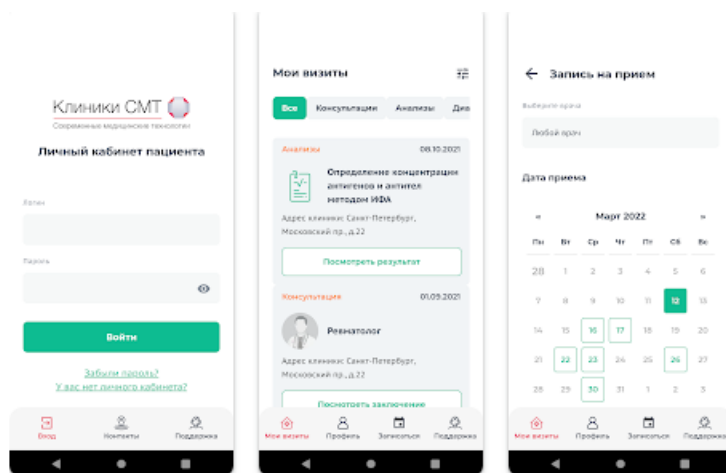 Клиники СМТ
Современные медицинские технологии
Личный кабинет пациента
Логин
Пароль
Войти
Забыли пароль?
У вас нет личного кабинета?
Вход
Контакты
Поддержка
Мои визиты
Все
Консультации
Анализы
Диа
Анализы
08.10.2021
Определение концентрации
антигенов и антител
методом ИФА
Адрес клиники: Санкт-Петербург,
Московский пр., д.22
Посмотреть результат
Консультация
01.09.2021
Ревматолог
Адрес клиники: Санкт-Петербург,
Московский пр., д.22
Посмотреть заключение
Мои визиты
Профиль
Записаться
Поддержка
Запись на прием
Выберите врача
Любой врач
Дата приема
« Март 2022 »
Пн Вт Ср Чт Пт Сб Вс
28 1 2 3 4 5 6
7 8 9 10 11 12 13
14 15 16 17 18 19 20
21 22 23 24 25 26 27
28 29 30 31 1 2 3
Мои визиты
Профиль
Записаться
Поддержка